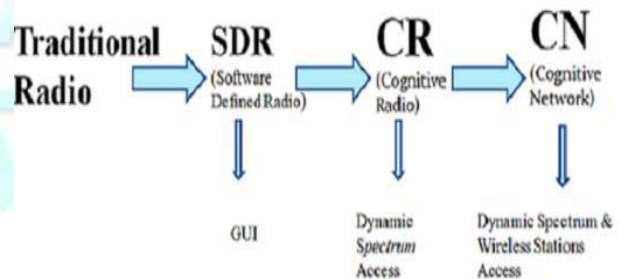 Traditional
Radio
SDR
(Software
Defined Radio)
CR
(Cognitive
Radio)
CN
(Cognitive
Network)
GUI
Dynamic
Spectrum
Access
Dynamic Spectrum &
Wireless Stations
Access